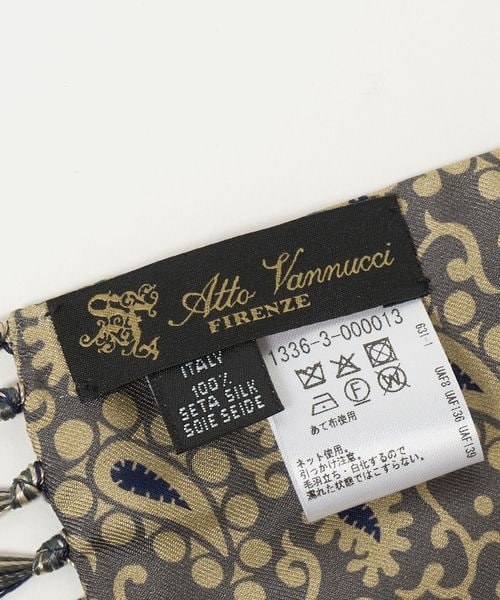 Atto Vannucci
FIRENZE
ITALY
100%
SETA SILK
SOIE SEIDE
1336-3-000013
あて布使用
ネット使用。
引っかけ注意。
毛羽立ち・白化するので
濡れた状態ではこすらない。
631-1
UAF8 UAF136 UAF139